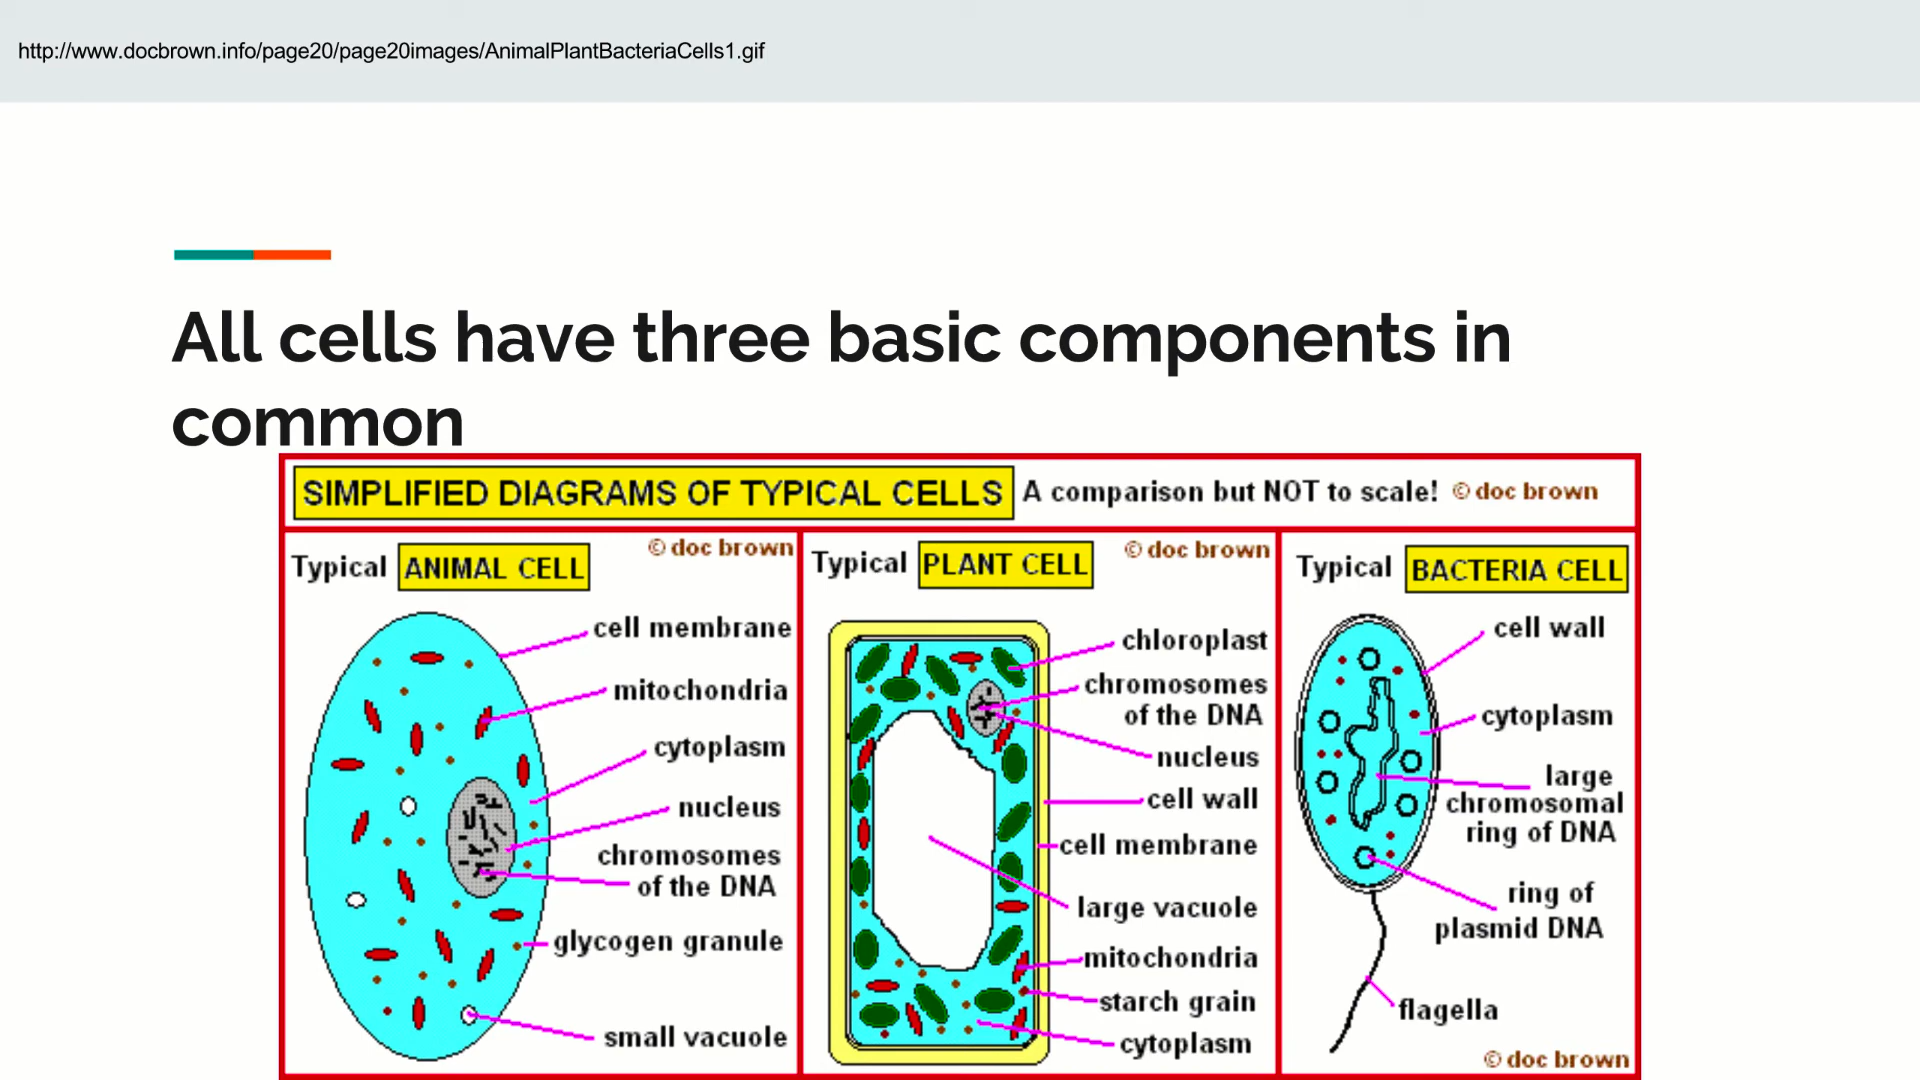 http://www.docbrown.info/page20/page20images/AnimalPlantBacteriaCells1.gif
All cells have three basic components in
common
SIMPLIFIED DIAGRAMS OF TYPICAL CELLS A comparison but NOT to scale! © doc brown
© doc brown
Typical ANIMAL CELL
cell membrane
mitochondria
cytoplasm
nucleus
chromosomes
of the DNA
glycogen granule
small vacuole
© doc brown
Typical PLANT CELL
chloroplast
chromosomes
of the DNA
nucleus
cell wall
cell membrane
large vacuole
mitochondria
starch grain
cytoplasm
Typical BACTERIA CELL
cell wall
cytoplasm
large
chromosomal
ring of DNA
ring of
plasmid DNA
flagella
© doc brown